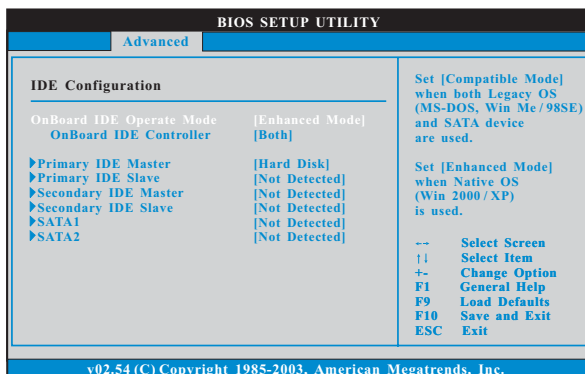 BIOS SETUP UTILITY
Advanced
IDE Configuration
OnBoard IDE Operate Mode [Enhanced Mode]
OnBoard IDE Controller [Both]
Primary IDE Master [Hard Disk]
Primary IDE Slave [Not Detected]
Secondary IDE Master [Not Detected]
Secondary IDE Slave [Not Detected]
SATA1 [Not Detected]
SATA2 [Not Detected]
Set [Compatible Mode]
when both Legacy OS
(MS-DOS, Win Me / 98SE)
and SATA device
are used.
Set [Enhanced Mode]
when Native OS
(Win 2000 / XP)
is used.
←→ Select Screen
↑↓ Select Item
+- Change Option
F1 General Help
F9 Load Defaults
F10 Save and Exit
ESC Exit
v02.54 (C) Copyright 1985-2003, American Megatrends, Inc.